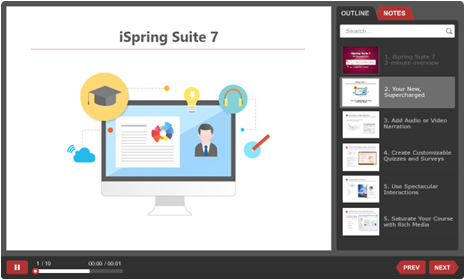 iSpring Suite 7
OUTLINE
NOTES
Search...
1. iSpring Suite 7
2-minute overview
2. Your New,
Supercharged
3. Add Audio or Video
Narration
4. Create Customizable
Quizzes and Surveys
5. Use Spectacular
Interactions
5. Saturate Your Course
with Rich Media
1 / 10
00:00 / 00:01
PREV
NEXT